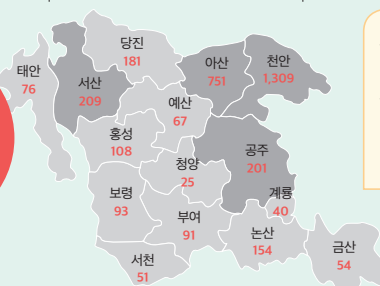 당진
181
아산
751
천안
1,309
태안
76
서산
209
예산
67
홍성
108
공주
201
청양
25
계룡
40
보령
93
부여
91
논산
154
금산
54
서천
51